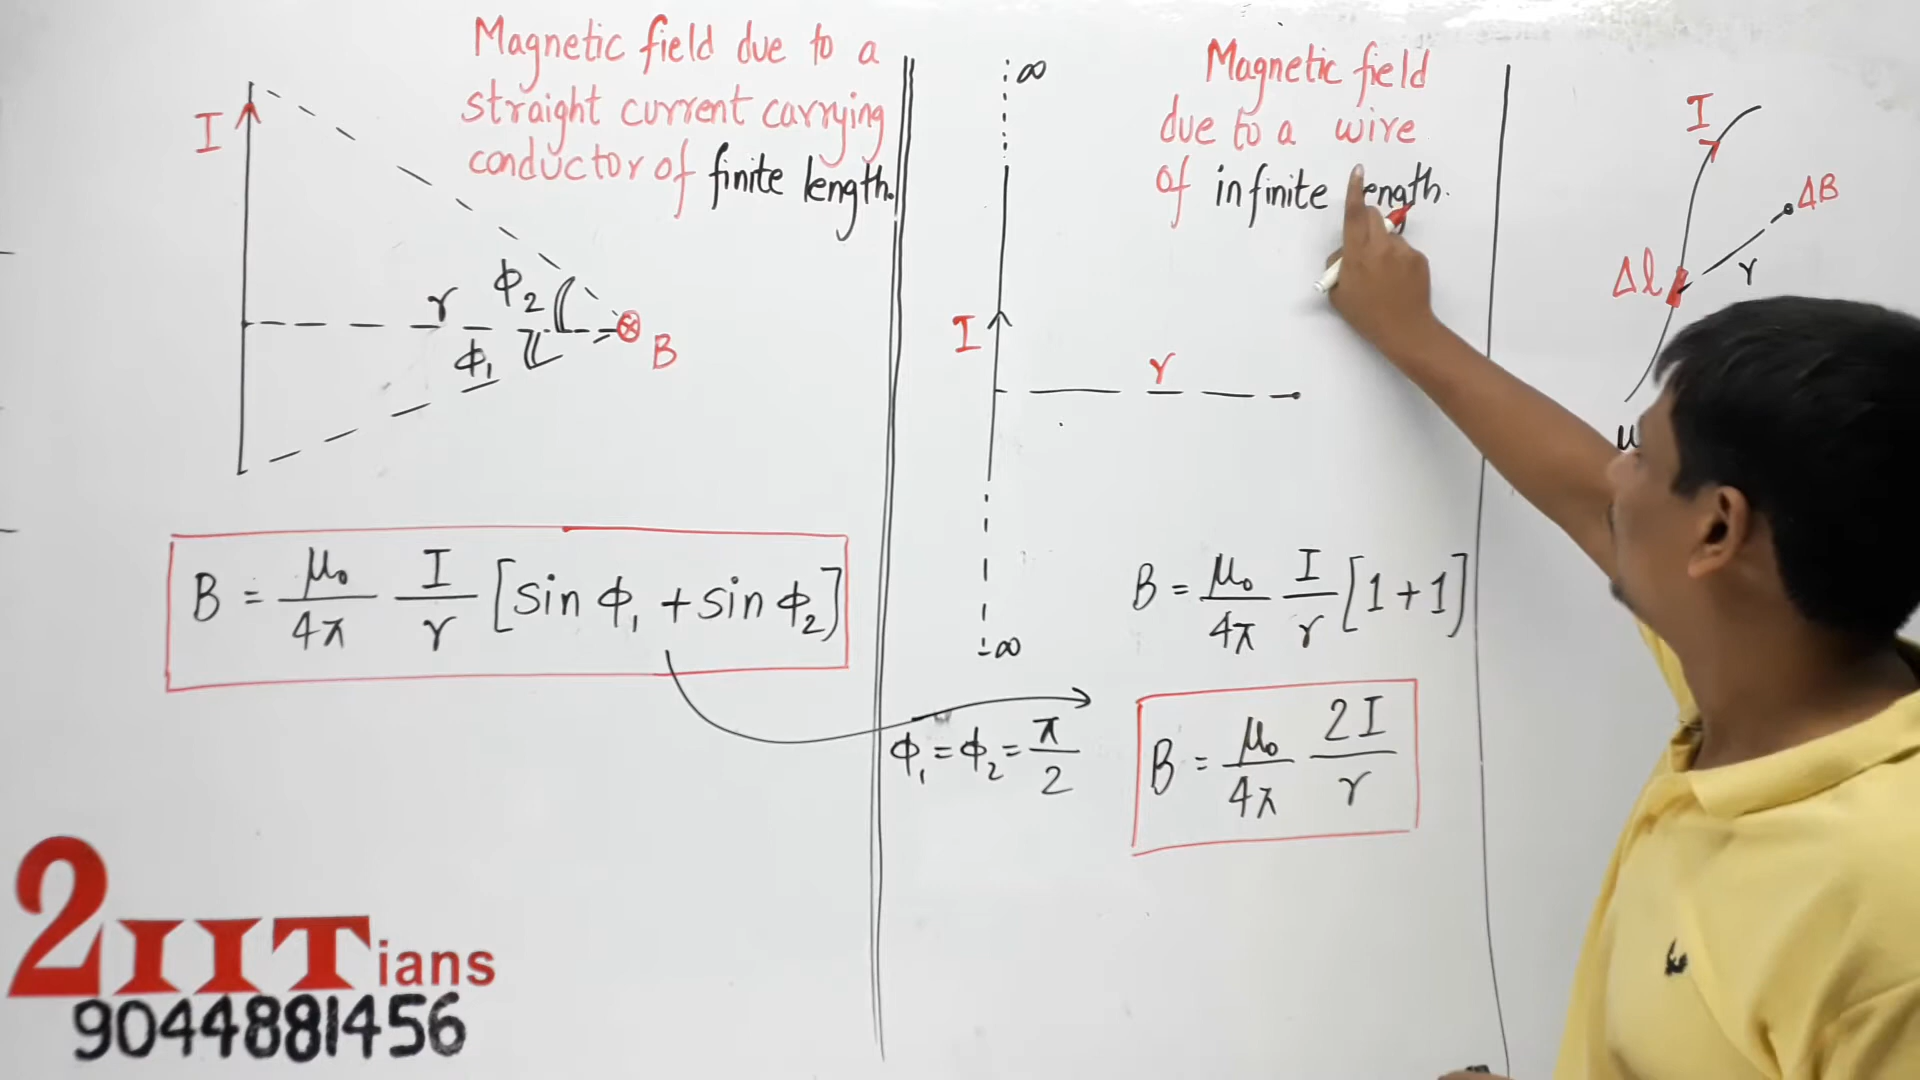 Magnetic field due to a
straight current carrying
conductor of finite length.
I
r
ϕ₂
ϕ₁
B
B = μ₀/4π I/r [sin ϕ₁ + sin ϕ₂]
∞
Magnetic field
due to a wire
of infinite length.
I
r
-∞
ϕ₁ = ϕ₂ = π/2
B = μ₀/4π I/r [1+1]
B = μ₀/4π 2I/r
I
ΔB
Δl
r
2IITians
9044881456